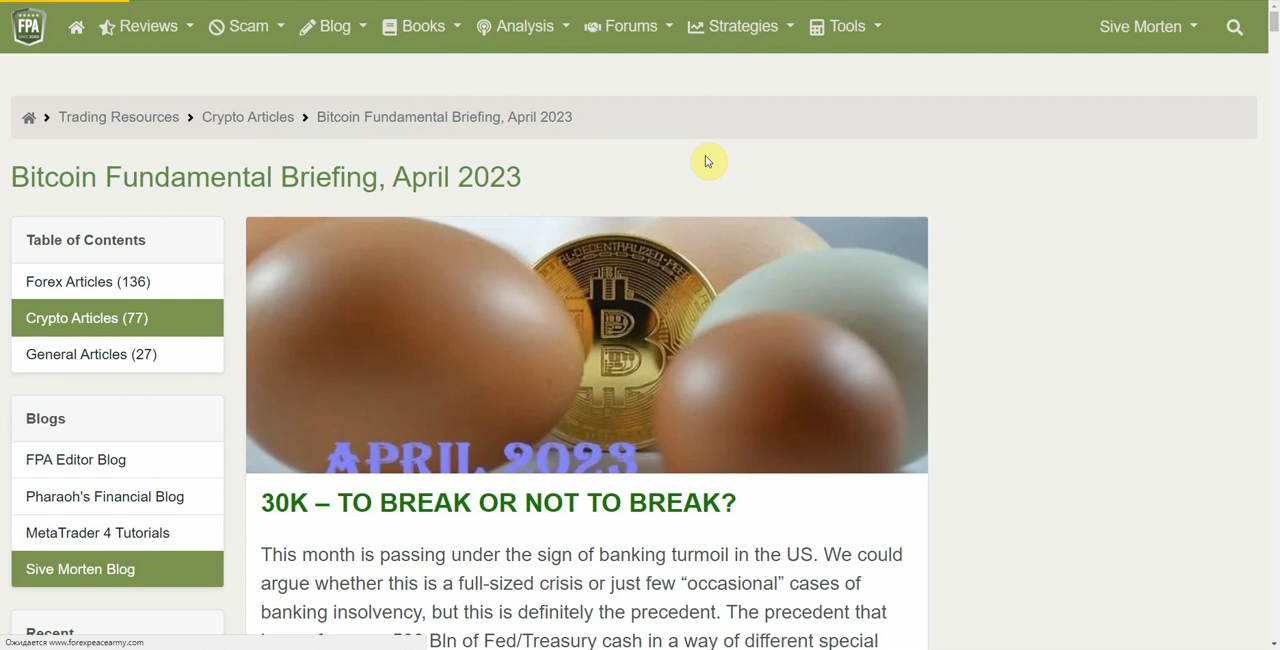 FPA
Reviews
Scam
Blog
Books
Analysis
Forums
Strategies
Tools
Sive Morten
Trading Resources
Crypto Articles
Bitcoin Fundamental Briefing, April 2023
Bitcoin Fundamental Briefing, April 2023
Table of Contents
Forex Articles (136)
Crypto Articles (77)
General Articles (27)
Blogs
FPA Editor Blog
Pharaoh's Financial Blog
MetaTrader 4 Tutorials
Sive Morten Blog
Recent
APRIL 2023
30K – TO BREAK OR NOT TO BREAK?
This month is passing under the sign of banking turmoil in the US. We could
argue whether this is a full-sized crisis or just few “occasional” cases of
banking insolvency, but this is definitely the precedent. The precedent that
Bln of Fed/Treasury cash in a way of different special
Ожидается www.forexpeacearmy.com